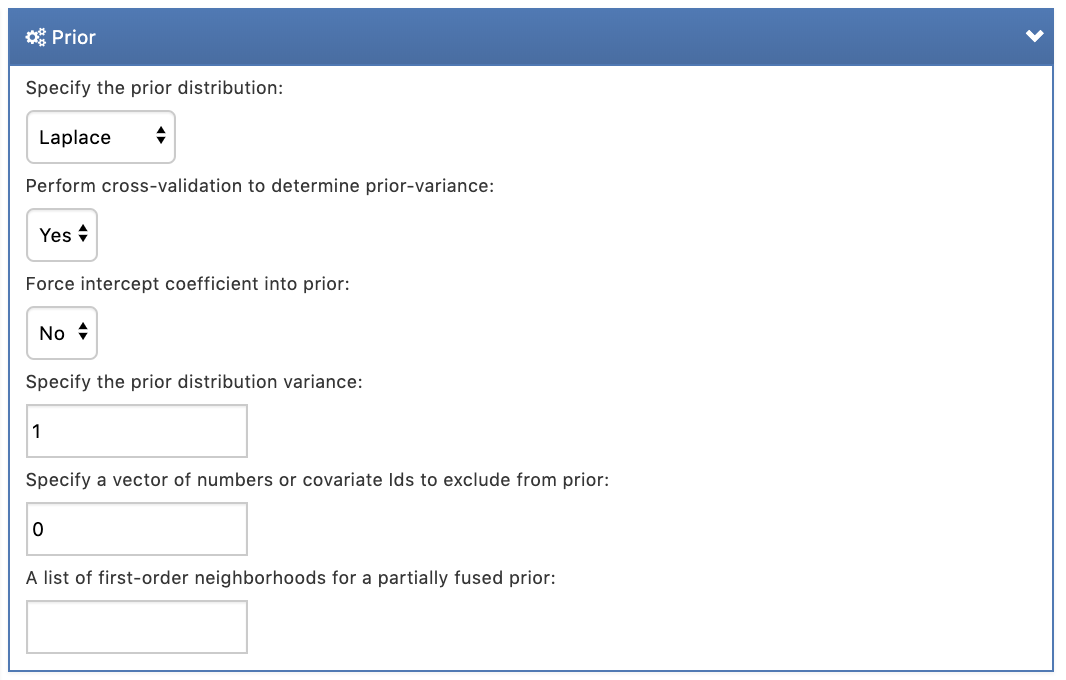 Prior
Specify the prior distribution:
Laplace
Perform cross-validation to determine prior-variance:
Yes
Force intercept coefficient into prior:
No
Specify the prior distribution variance:
1
Specify a vector of numbers or covariate Ids to exclude from prior:
0
A list of first-order neighborhoods for a partially fused prior: